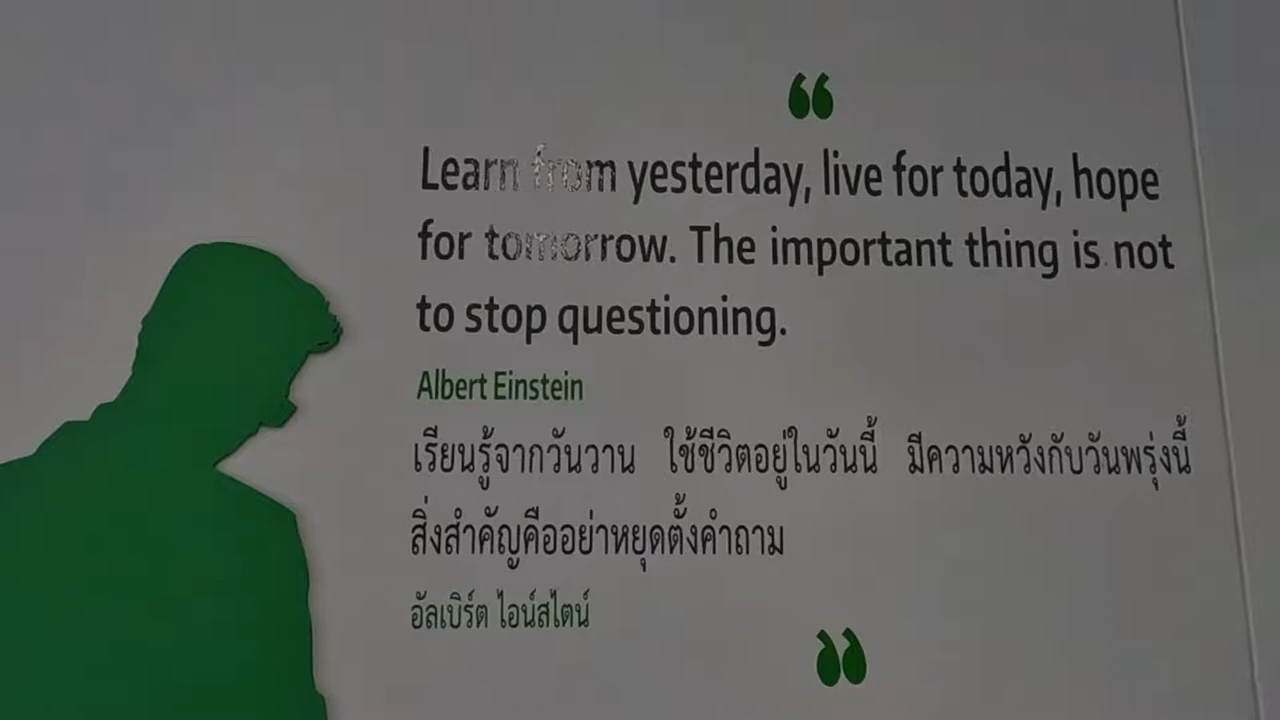 “
Learn from yesterday, live for today, hope
for tomorrow. The important thing is not
to stop questioning.
Albert Einstein
เรียนรู้จากวันวาน ใช้ชีวิตอยู่ในวันนี้ มีความหวังกับวันพรุ่งนี้
สิ่งสำคัญคืออย่าหยุดตั้งคำถาม
อัลเบิร์ต ไอน์สไตน์
”